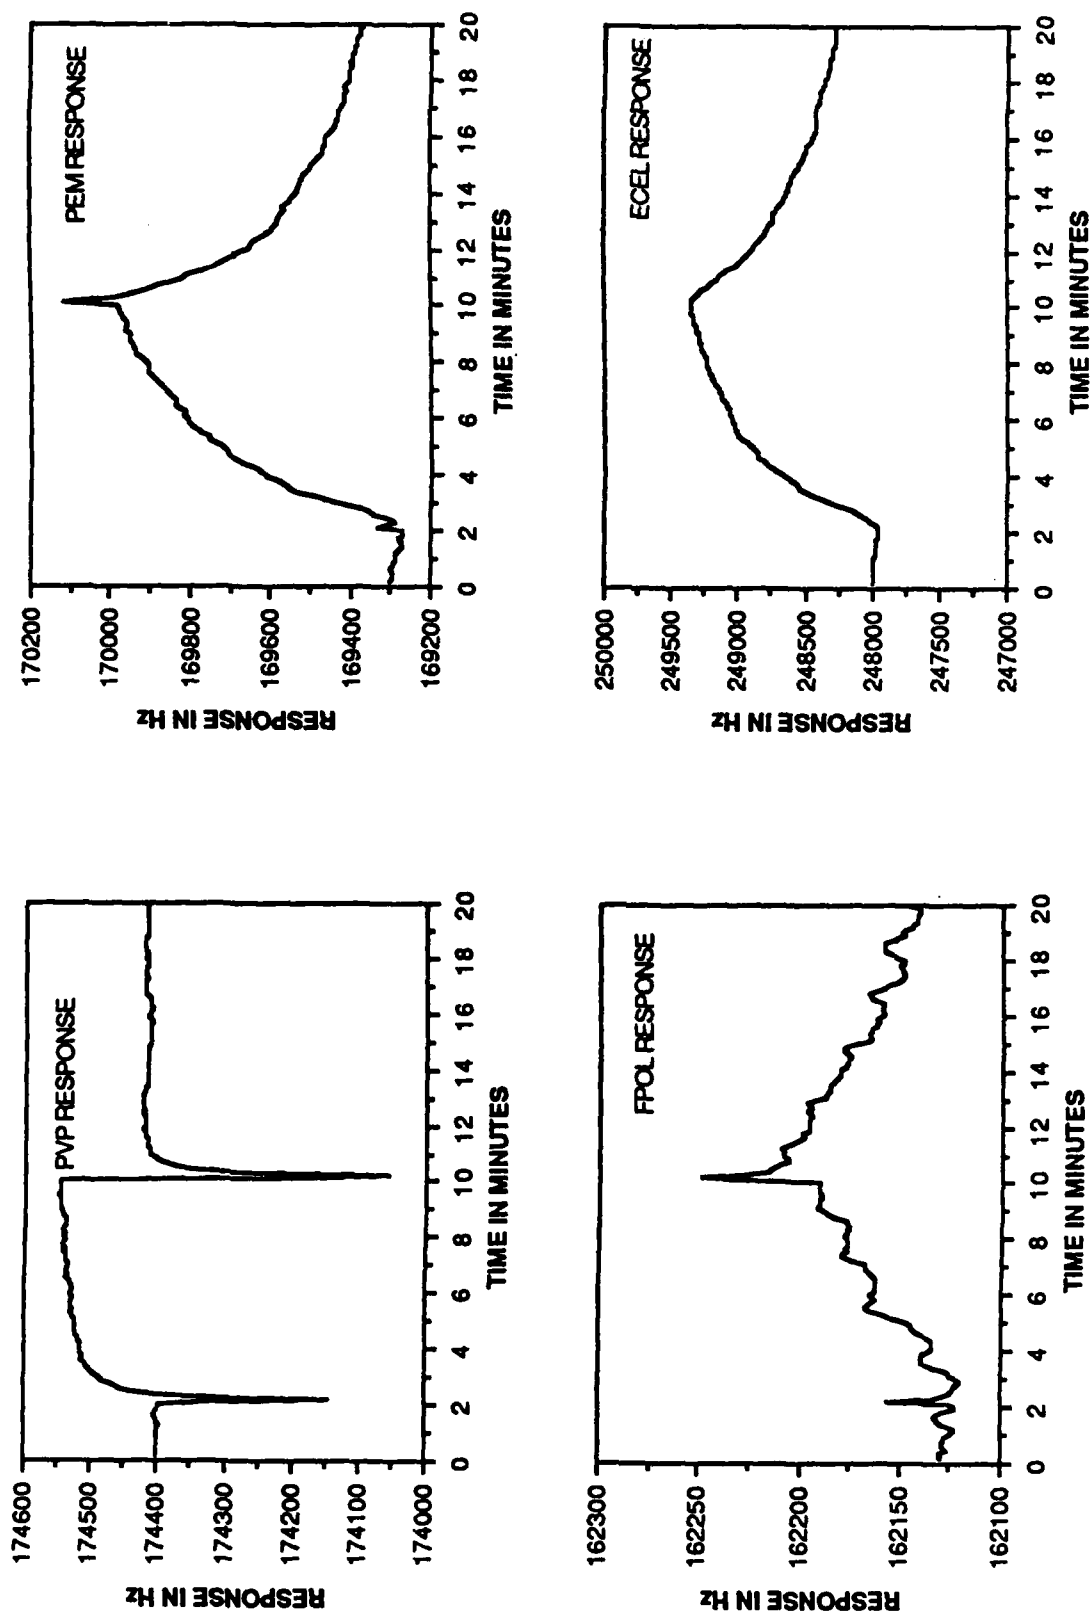 PVP RESPONSE
RESPONSE IN Hz
174600
174500
174400
174300
174200
174100
174000
0 2 4 6 8 10 12 14 16 18 20
TIME IN MINUTES
PEM RESPONSE
RESPONSE IN Hz
170200
170000
169800
169600
169400
169200
0 2 4 6 8 10 12 14 16 18 20
TIME IN MINUTES
FPOL RESPONSE
RESPONSE IN Hz
162300
162250
162200
162150
162100
0 2 4 6 8 10 12 14 16 18 20
TIME IN MINUTES
ECEL RESPONSE
RESPONSE IN Hz
250000
249500
249000
248500
248000
247500
247000
0 2 4 6 8 10 12 14 16 18 20
TIME IN MINUTES